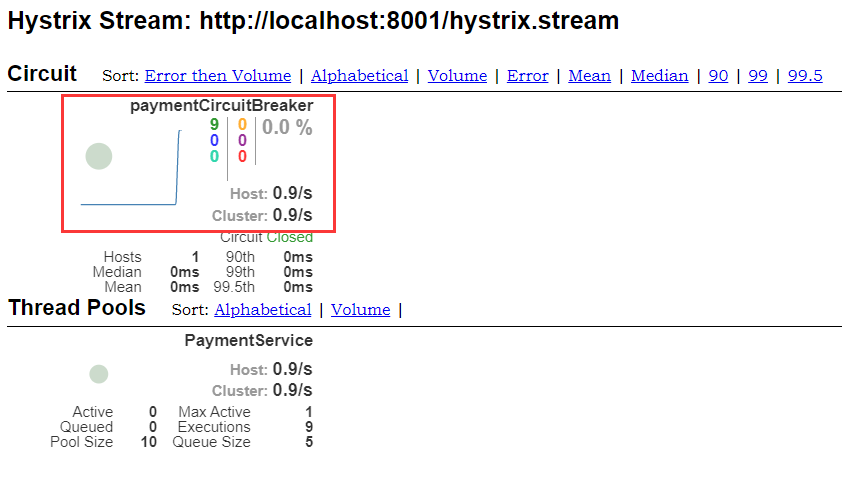 Hystrix Stream: http://localhost:8001/hystrix.stream
Circuit Sort: Error then Volume | Alphabetical | Volume | Error | Mean | Median | 90 | 99 | 99.5
paymentCircuitBreaker
9 0 0.0 %
0 0
0 0
Host: 0.9/s
Cluster: 0.9/s
Circuit Closed
Hosts 1 90th 0ms
Median 0ms 99th 0ms
Mean 0ms 99.5th 0ms
Thread Pools Sort: Alphabetical | Volume |
PaymentService
Host: 0.9/s
Cluster: 0.9/s
Active 0 Max Active 1
Queued 0 Executions 9
Pool Size 10 Queue Size 5